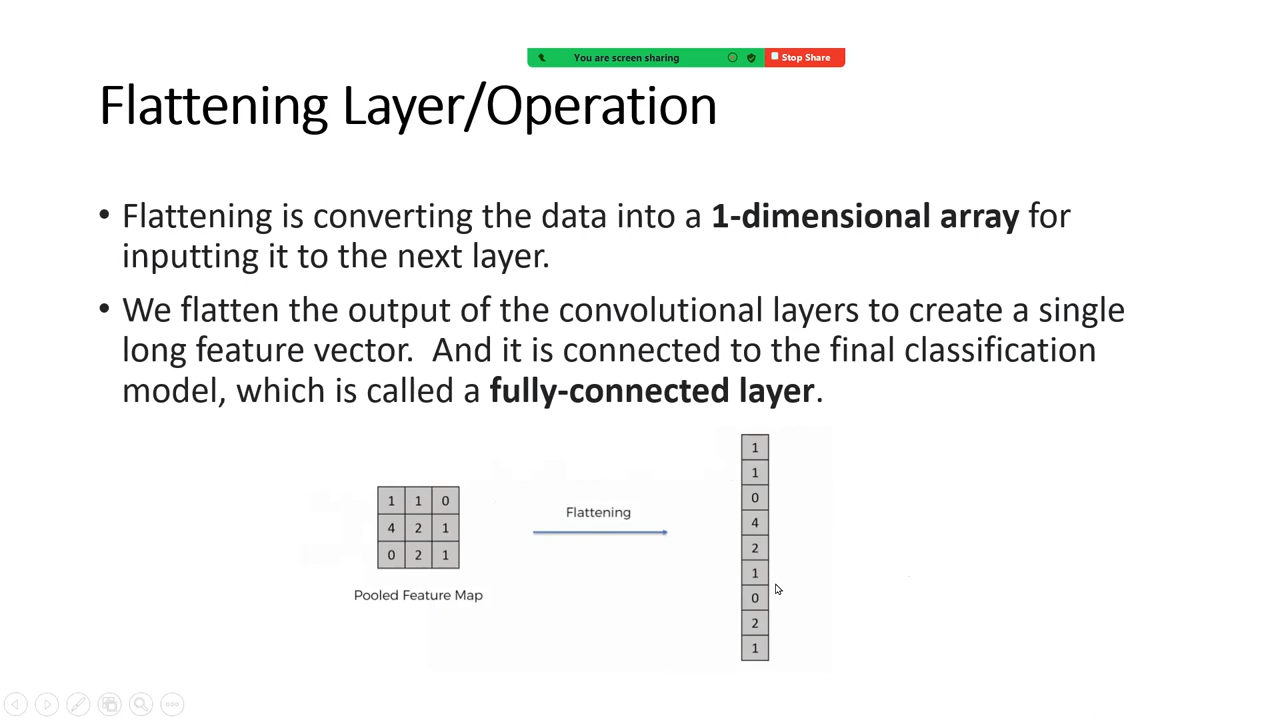 You are screen sharing
Stop Share
Flattening Layer/Operation
• Flattening is converting the data into a 1-dimensional array for
inputting it to the next layer.
• We flatten the output of the convolutional layers to create a single
long feature vector.  And it is connected to the final classification
model, which is called a fully-connected layer.
1 1 0
4 2 1
0 2 1
Pooled Feature Map
Flattening
1
1
0
4
2
1
0
2
1